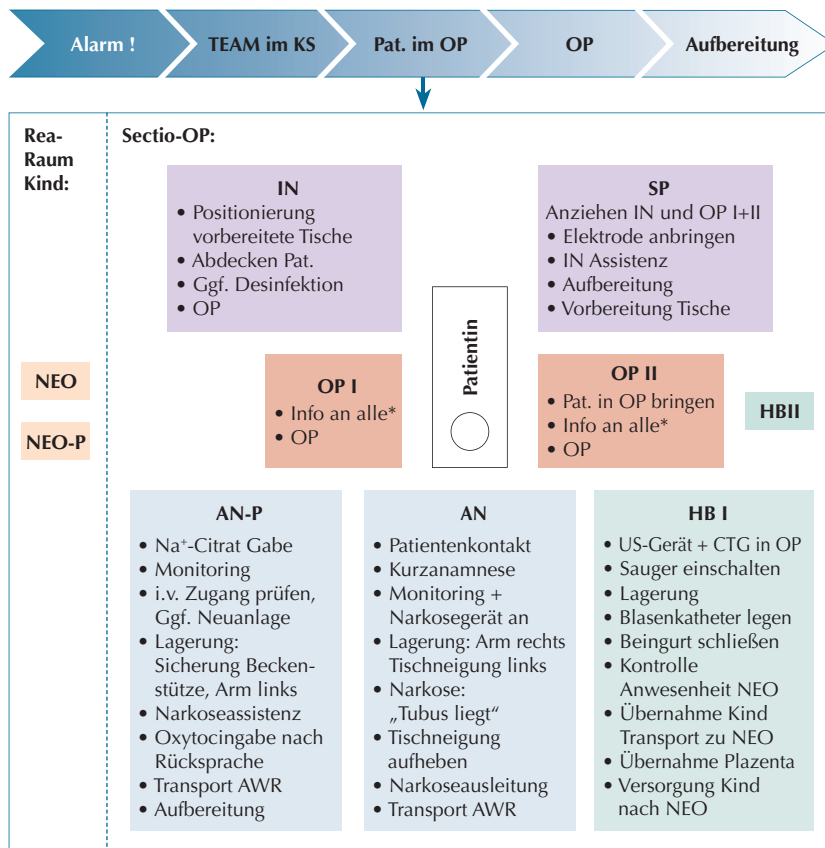 Alarm !
TEAM im KS
Pat. im OP
OP
Aufbereitung
Rea-
Raum
Kind:
Sectio-OP:
IN
• Positionierung
vorbereitete Tische
• Abdecken Pat.
• Ggf. Desinfektion
• OP
SP
Anziehen IN und OP I+II
• Elektrode anbringen
• IN Assistenz
• Aufbereitung
• Vorbereitung Tische
NEO
NEO-P
OP I
• Info an alle*
• OP
Patientin
OP II
• Pat. in OP bringen
• Info an alle*
• OP
HBII
AN-P
• Na⁺-Citrat Gabe
• Monitoring
• i.v. Zugang prüfen,
Ggf. Neuanlage
• Lagerung:
Sicherung Becken-
stütze, Arm links
• Narkoseassistenz
• Oxytocingabe nach
Rücksprache
• Transport AWR
• Aufbereitung
AN
• Patientenkontakt
• Kurzanamnese
• Monitoring +
Narkosegerät an
• Lagerung: Arm rechts
Tischneigung links
• Narkose:
„Tubus liegt“
• Tischneigung
aufheben
• Narkoseausleitung
• Transport AWR
HB I
• US-Gerät + CTG in OP
• Sauger einschalten
• Lagerung
• Blasenkatheter legen
• Beingurt schließen
• Kontrolle
Anwesenheit NEO
• Übernahme Kind
Transport zu NEO
• Übernahme Plazenta
• Versorgung Kind
nach NEO